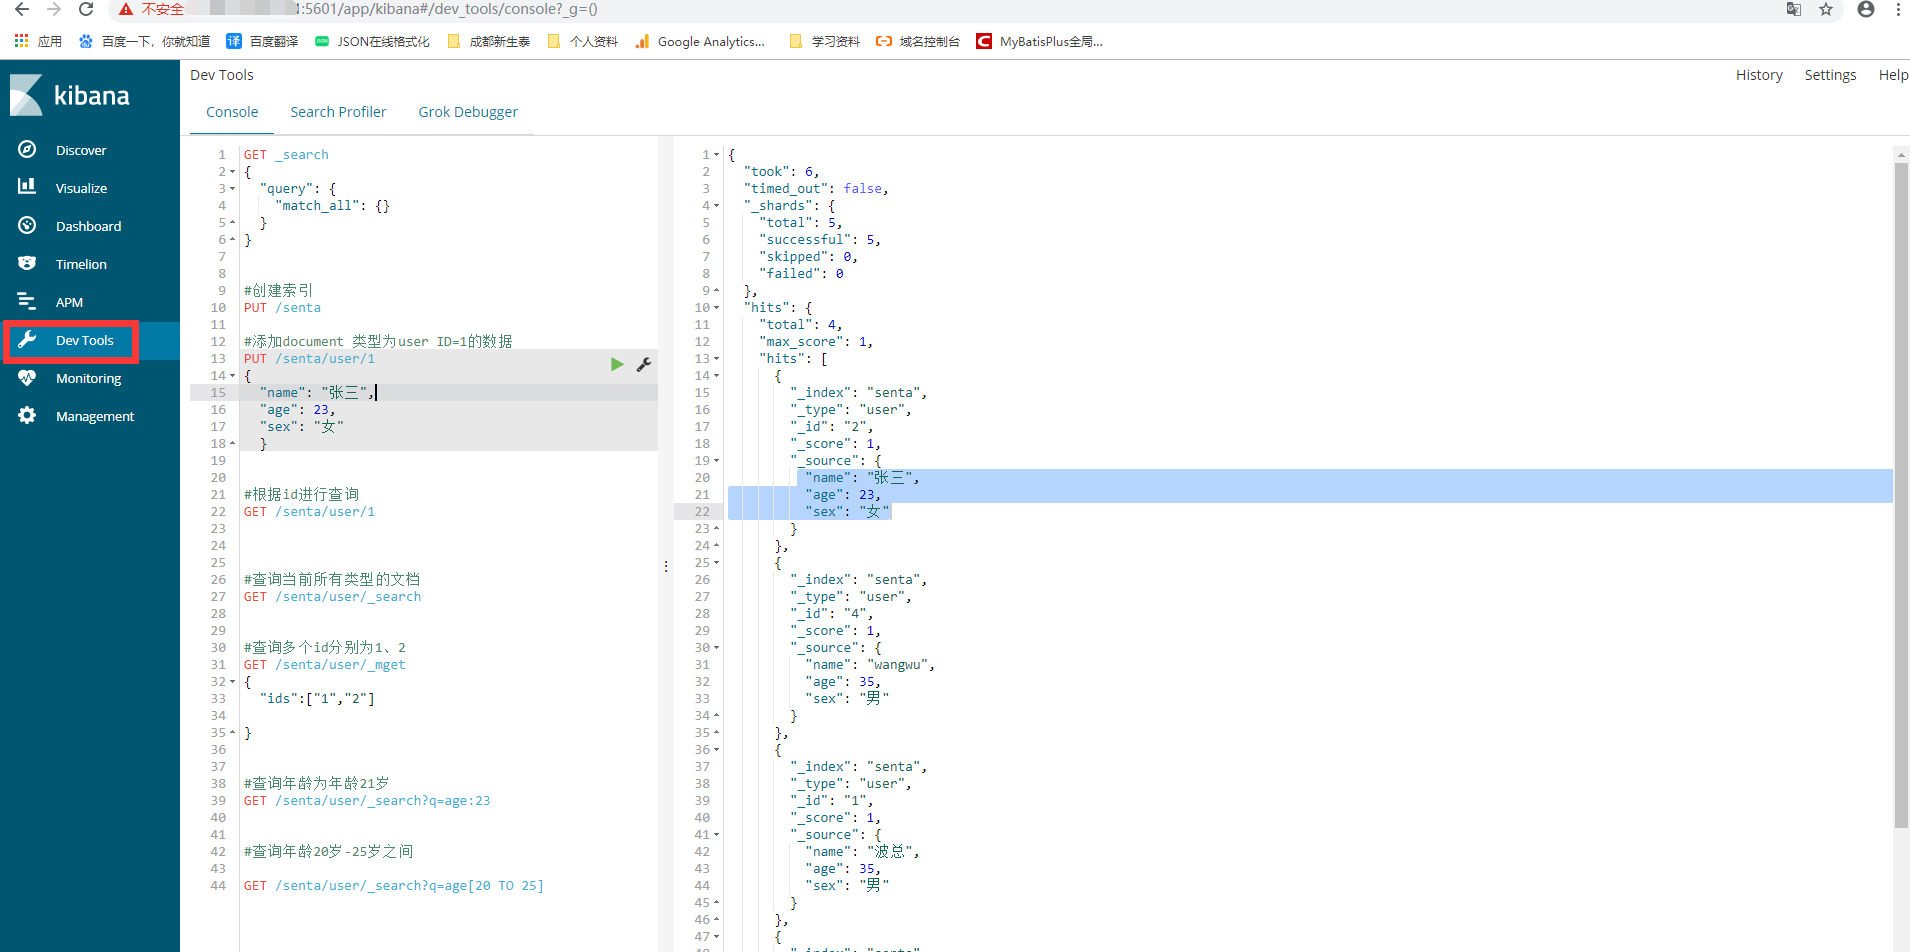 不安全
1:5601/app/kibana#/dev_tools/console?_g=()
应用 百度一下，你就知道 译 百度翻译 JSON JSON在线格式化 成都新生泰 个人资料 Google Analytics... 学习资料 域名控制台 C MyBatisPlus全局...
kibana
Discover
Visualize
Dashboard
Timelion
APM
Dev Tools
Monitoring
Management
Dev Tools
History Settings Help
Console Search Profiler Grok Debugger
1 GET _search
2 {
3 "query": {
4 "match_all": {}
5 }
6 }
7
8
9 #创建索引
10 PUT /senta
11
12 #添加document 类型为user ID=1的数据
13 PUT /senta/user/1
14 {
15 "name": "张三",
16 "age": 23,
17 "sex": "女"
18 }
19
20
21 #根据id进行查询
22 GET /senta/user/1
23
24
25
26 #查询当前所有类型的文档
27 GET /senta/user/_search
28
29
30 #查询多个id分别为1、2
31 GET /senta/user/_mget
32 {
33 "ids":["1","2"]
34
35 }
36
37
38 #查询年龄为年龄21岁
39 GET /senta/user/_search?q=age:23
40
41
42 #查询年龄20岁-25岁之间
43
44 GET /senta/user/_search?q=age[20 TO 25]
1 {
2 "took": 6,
3 "timed_out": false,
4 "_shards": {
5 "total": 5,
6 "successful": 5,
7 "skipped": 0,
8 "failed": 0
9 },
10 "hits": {
11 "total": 4,
12 "max_score": 1,
13 "hits": [
14 {
15 "_index": "senta",
16 "_type": "user",
17 "_id": "2",
18 "_score": 1,
19 "_source": {
20 "name": "张三",
21 "age": 23,
22 "sex": "女"
23 }
24 },
25 {
26 "_index": "senta",
27 "_type": "user",
28 "_id": "4",
29 "_score": 1,
30 "_source": {
31 "name": "wangwu",
32 "age": 35,
33 "sex": "男"
34 }
35 },
36 {
37 "_index": "senta",
38 "_type": "user",
39 "_id": "1",
40 "_score": 1,
41 "_source": {
42 "name": "波总",
43 "age": 35,
44 "sex": "男"
45 }
46 },
47 {